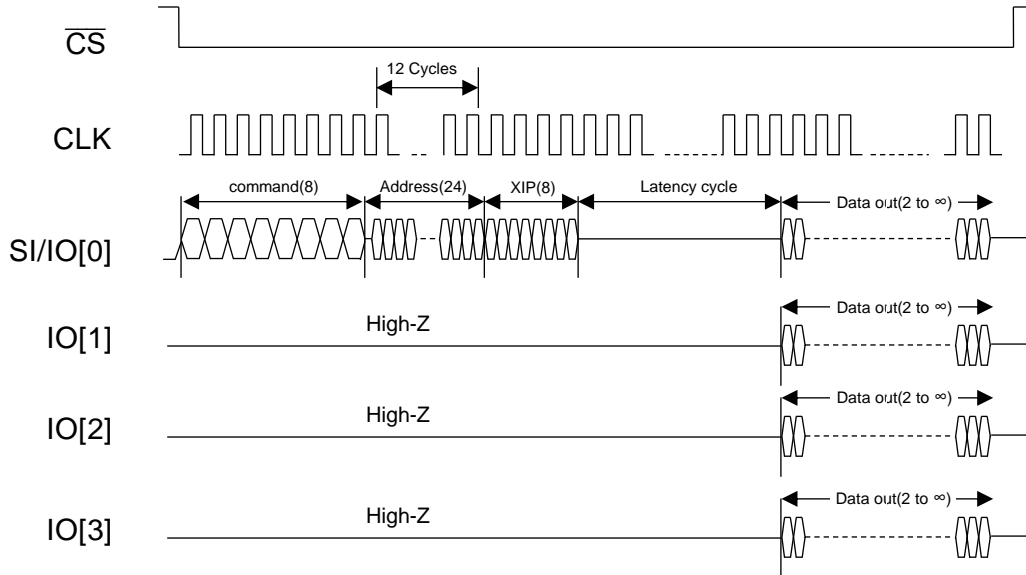 CS
12 Cycles
CLK
command(8) Address(24) XIP(8) Latency cycle Data out(2 to ∞)
SI/IO[0]
Data out(2 to ∞)
High-Z
IO[1]
Data out(2 to ∞)
High-Z
IO[2]
Data out(2 to ∞)
High-Z
IO[3]